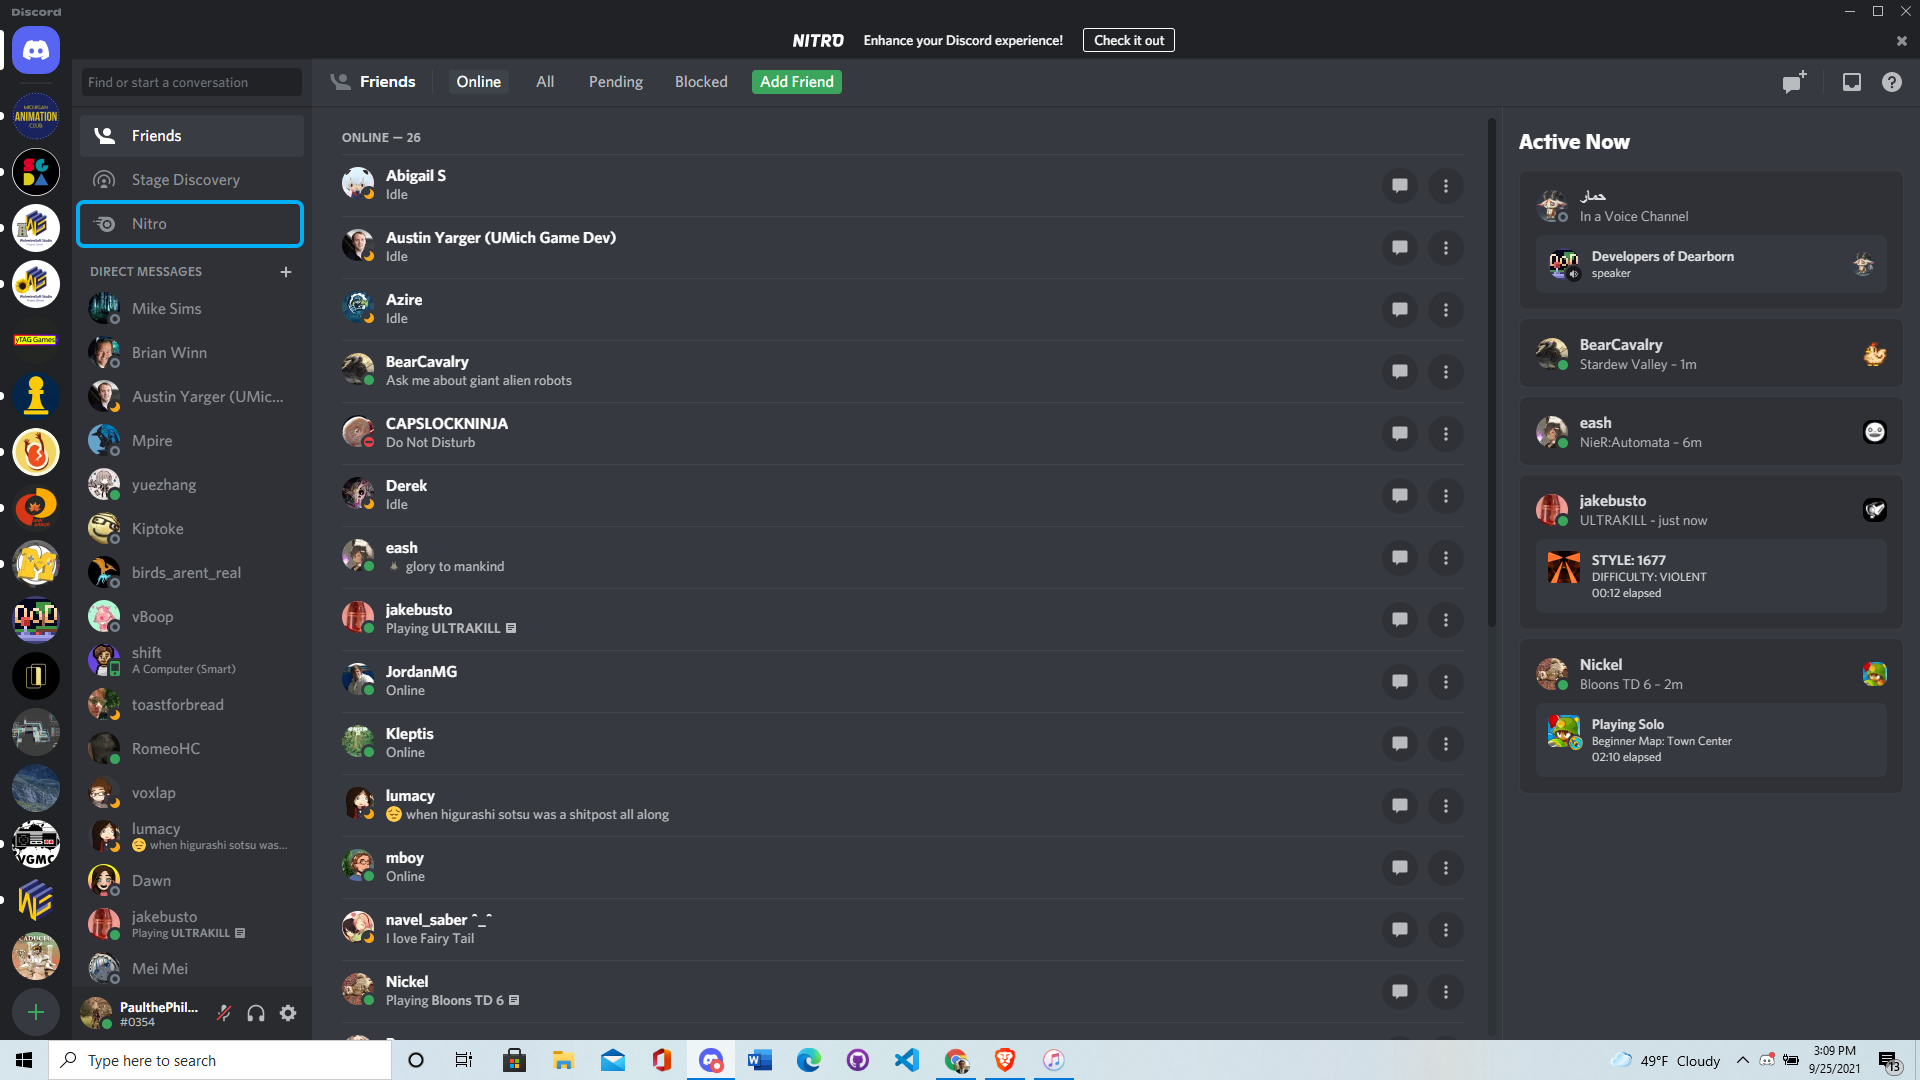 Discord
NITRO Enhance your Discord experience! Check it out
Find or start a conversation
Friends Online All Pending Blocked Add Friend
MICHIGAN
ANIMATION
CLUB
yTAG Games
VGMC
Friends
Stage Discovery
Nitro
DIRECT MESSAGES
Mike Sims
Brian Winn
Austin Yarger (UMic...
Mpire
yuezhang
Kiptoke
birds_arent_real
vBoop
shift
A Computer (Smart)
toastforbread
RomeoHC
voxlap
lumacy
😔 when higurashi sotsu was...
Dawn
jakebusto
Playing ULTRAKILL
Mei Mei
PaulthePhil...
#0354
ONLINE — 26
Abigail S
Idle
Austin Yarger (UMich Game Dev)
Idle
Azire
Idle
BearCavalry
Ask me about giant alien robots
CAPSLOCKNINJA
Do Not Disturb
Derek
Idle
eash
glory to mankind
jakebusto
Playing ULTRAKILL
JordanMG
Online
Kleptis
Online
lumacy
😔 when higurashi sotsu was a shitpost all along
mboy
Online
navel_saber ^_^
I love Fairy Tail
Nickel
Playing Bloons TD 6
Active Now
حمار
In a Voice Channel
Developers of Dearborn
speaker
BearCavalry
Stardew Valley – 1m
eash
NieR:Automata – 6m
jakebusto
ULTRAKILL - just now
STYLE: 1677
DIFFICULTY: VIOLENT
00:12 elapsed
Nickel
Bloons TD 6 – 2m
Playing Solo
Beginner Map: Town Center
02:10 elapsed
Type here to search
49°F Cloudy
3:09 PM
9/25/2021
13